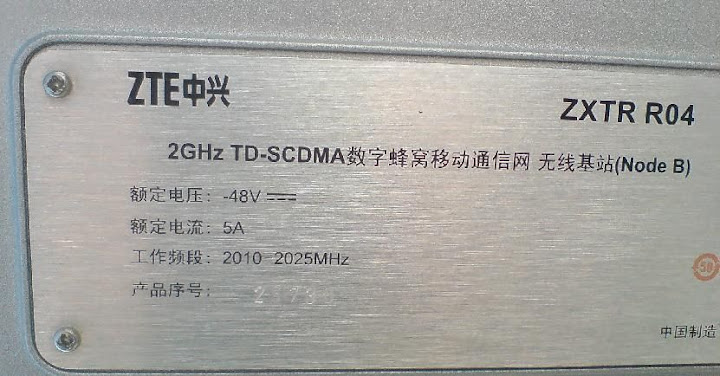 ZTE中兴
ZXTR R04
2GHz TD-SCDMA数字蜂窝移动通信网 无线基站(Node B)
额定电压: -48V
额定电流: 5A
工作频段: 2010 2025MHz
产品序号:
50
中国制造